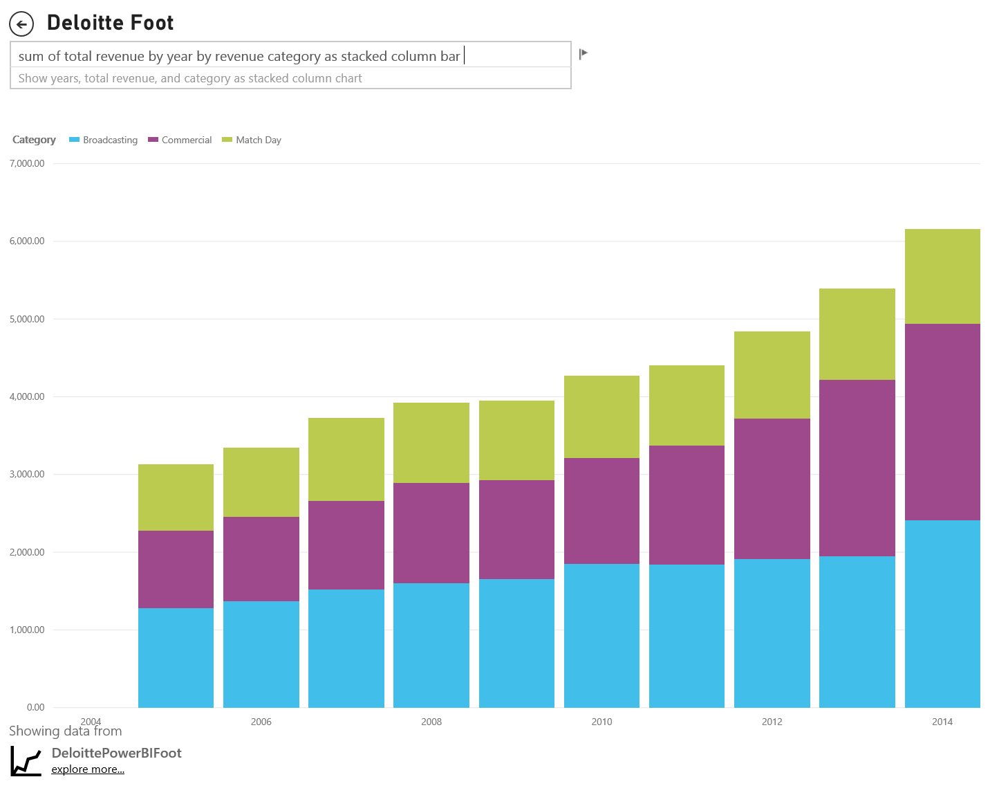 Deloitte Foot
sum of total revenue by year by revenue category as stacked column bar
Show years, total revenue, and category as stacked column chart
Category Broadcasting Commercial Match Day
7,000.00
6,000.00
5,000.00
4,000.00
3,000.00
2,000.00
1,000.00
0.00
2004 2006 2008 2010 2012 2014
Showing data from
DeloittePowerBIFoot
explore more...